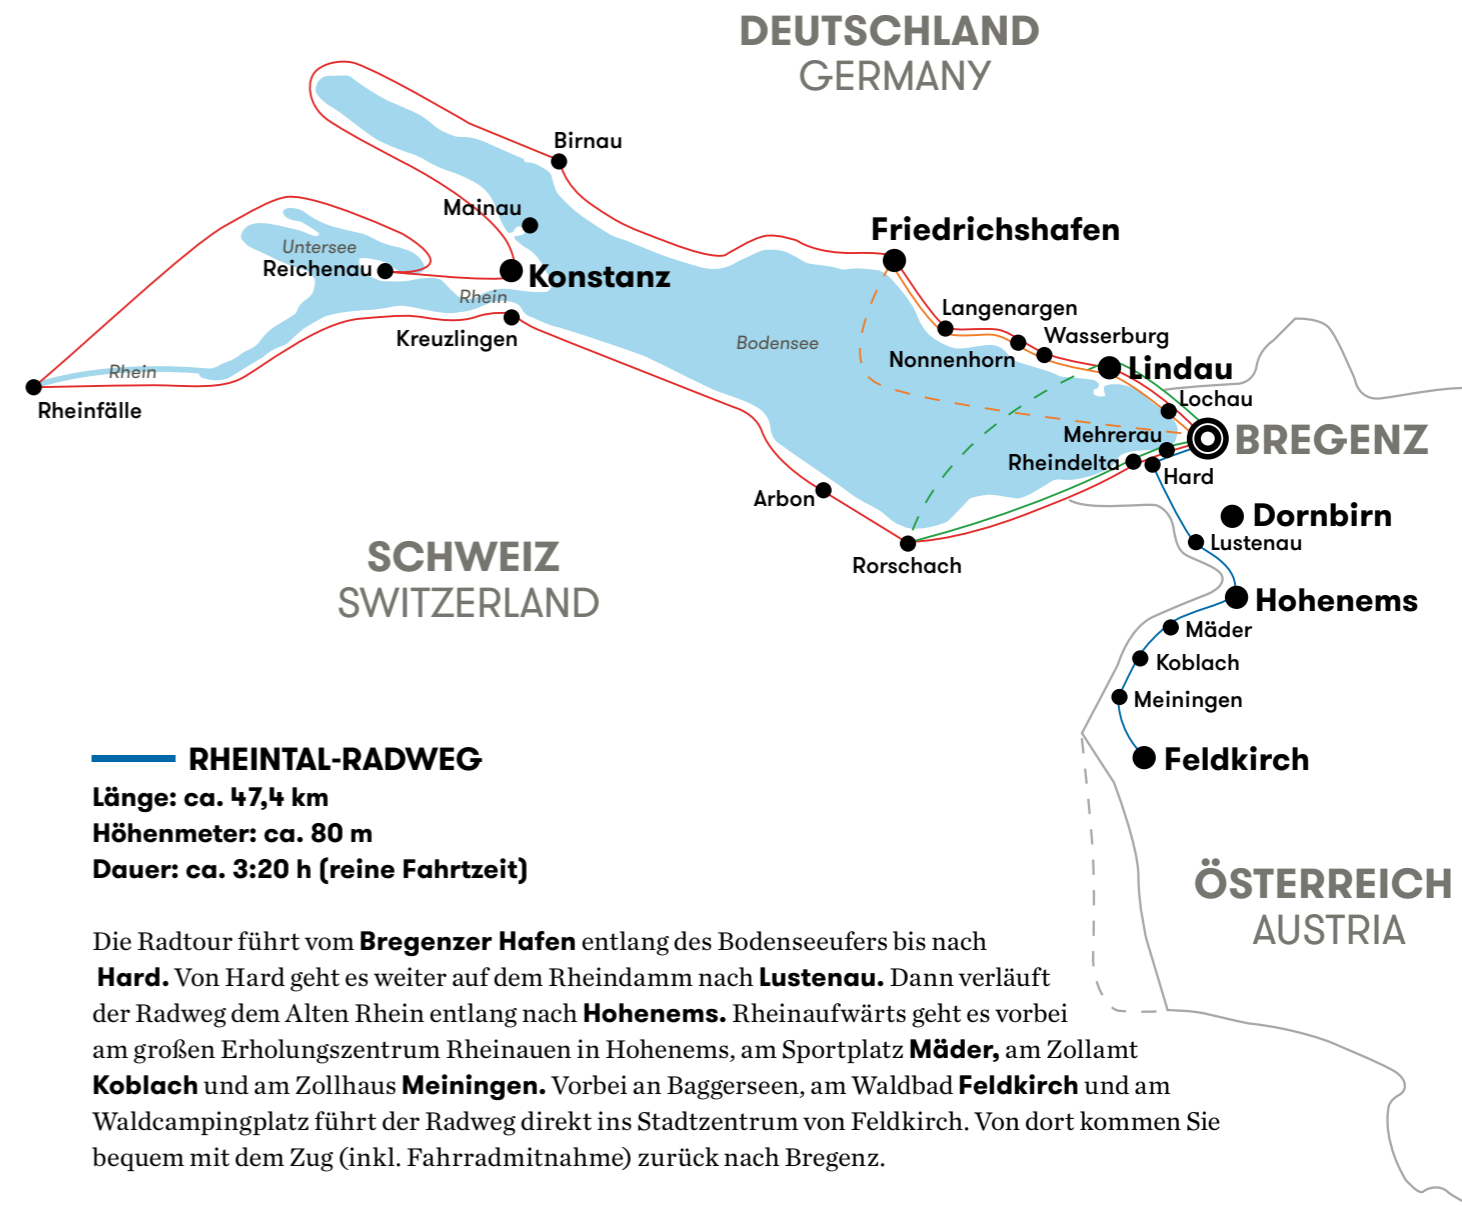 DEUTSCHLAND
GERMANY
Birnau
Mainau
Friedrichshafen
Untersee
Reichenau
Konstanz
Rhein
Langenargen
Kreuzlingen
Bodensee
Wasserburg
Nonnenhorn
Lindau
Rhein
Rheinfälle
Lochau
Mehrerau
BREGENZ
Rheindelta
Hard
Arbon
Dornbirn
Lustenau
SCHWEIZ
SWITZERLAND
Rorschach
Hohenems
Mäder
Koblach
Meiningen
Feldkirch
RHEINTAL-RADWEG
Länge: ca. 47,4 km
Höhenmeter: ca. 80 m
Dauer: ca. 3:20 h (reine Fahrtzeit)
ÖSTERREICH
AUSTRIA
Die Radtour führt vom Bregenzer Hafen entlang des Bodenseeufers bis nach
Hard. Von Hard geht es weiter auf dem Rheindamm nach Lustenau. Dann verläuft
der Radweg dem Alten Rhein entlang nach Hohenems. Rheinaufwärts geht es vorbei
am großen Erholungszentrum Rheinauen in Hohenems, am Sportplatz Mäder, am Zollamt
Koblach und am Zollhaus Meiningen. Vorbei an Baggerseen, am Waldbad Feldkirch und am
Waldcampingplatz führt der Radweg direkt ins Stadtzentrum von Feldkirch. Von dort kommen Sie
bequem mit dem Zug (inkl. Fahrradmitnahme) zurück nach Bregenz.